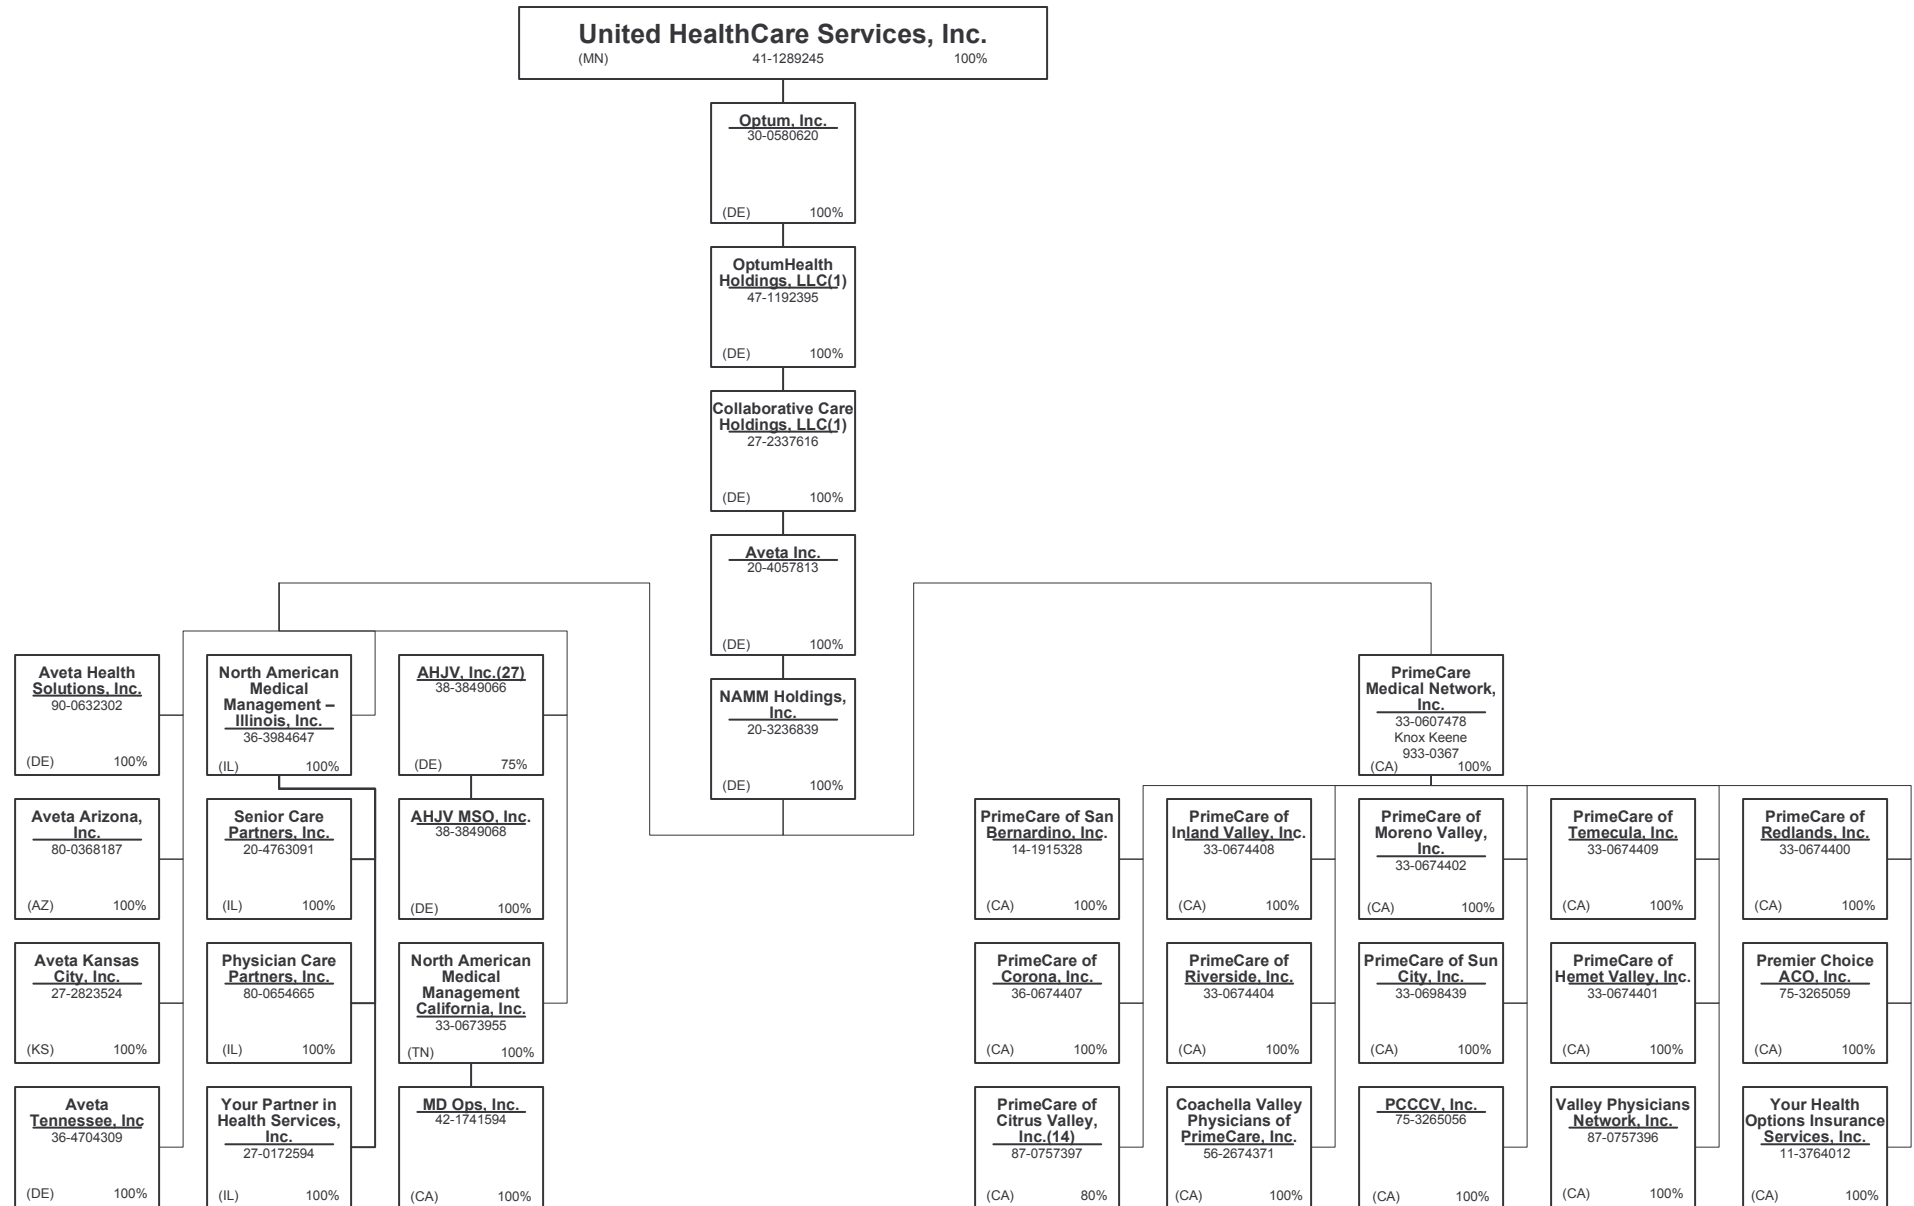 United HealthCare Services, Inc.
(MN) 41-1289245 100%
Optum, Inc.
30-0580620
(DE) 100%
OptumHealth
Holdings, LLC(1)
47-1192395
(DE) 100%
Collaborative Care
Holdings, LLC(1)
27-2337616
(DE) 100%
Aveta Inc.
20-4057813
(DE) 100%
NAMM Holdings,
Inc.
20-3236839
(DE) 100%
Aveta Health
Solutions, Inc.
90-0632302
(DE) 100%
North American
Medical
Management –
Illinois, Inc.
36-3984647
(IL) 100%
AHJV, Inc.(27)
38-3849066
(DE) 75%
PrimeCare
Medical Network,
Inc.
33-0607478
Knox Keene
933-0367
(CA) 100%
Aveta Arizona,
Inc.
80-0368187
(AZ) 100%
Senior Care
Partners, Inc.
20-4763091
(IL) 100%
AHJV MSO, Inc.
38-3849068
(DE) 100%
PrimeCare of San
Bernardino, Inc.
14-1915328
(CA) 100%
PrimeCare of
Inland Valley, Inc.
33-0674408
(CA) 100%
PrimeCare of
Moreno Valley,
Inc.
33-0674402
(CA) 100%
PrimeCare of
Temecula, Inc.
33-0674409
(CA) 100%
PrimeCare of
Redlands, Inc.
33-0674400
(CA) 100%
Aveta Kansas
City, Inc.
27-2823524
(KS) 100%
Physician Care
Partners, Inc.
80-0654665
(IL) 100%
North American
Medical
Management
California, Inc.
33-0673955
(TN) 100%
PrimeCare of
Corona, Inc.
36-0674407
(CA) 100%
PrimeCare of
Riverside, Inc.
33-0674404
(CA) 100%
PrimeCare of Sun
City, Inc.
33-0698439
(CA) 100%
PrimeCare of
Hemet Valley, Inc.
33-0674401
(CA) 100%
Premier Choice
ACO, Inc.
75-3265059
(CA) 100%
Aveta
Tennessee, Inc
36-4704309
(DE) 100%
Your Partner in
Health Services,
Inc.
27-0172594
(IL) 100%
MD Ops, Inc.
42-1741594
(CA) 100%
PrimeCare of
Citrus Valley,
Inc.(14)
87-0757397
(CA) 80%
Coachella Valley
Physicians of
PrimeCare, Inc.
56-2674371
(CA) 100%
PCCCV, Inc.
75-3265056
(CA) 100%
Valley Physicians
Network, Inc.
87-0757396
(CA) 100%
Your Health
Options Insurance
Services, Inc.
11-3764012
(CA) 100%